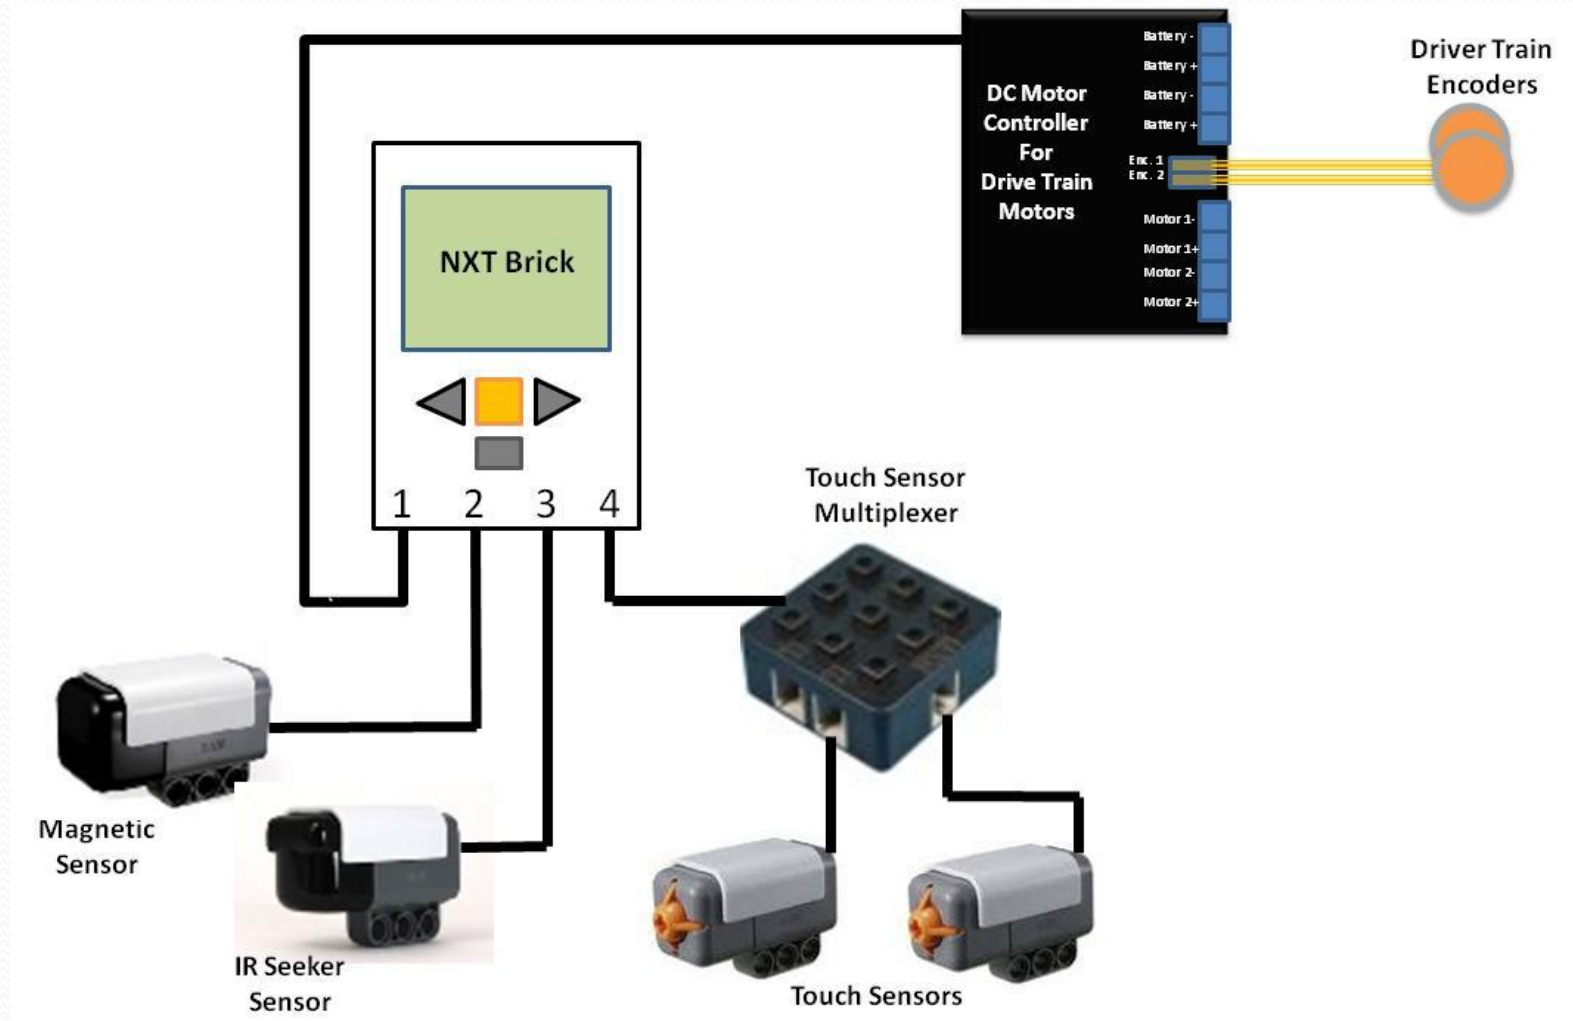 Battery -
Battery +
Battery -
Battery +
Enc. 1
Enc. 2
Motor 1-
Motor 1+
Motor 2-
Motor 2+
DC Motor
Controller
For
Drive Train
Motors
Driver Train
Encoders
NXT Brick
1 2 3 4
Touch Sensor
Multiplexer
Magnetic
Sensor
IR Seeker
Sensor
Touch Sensors